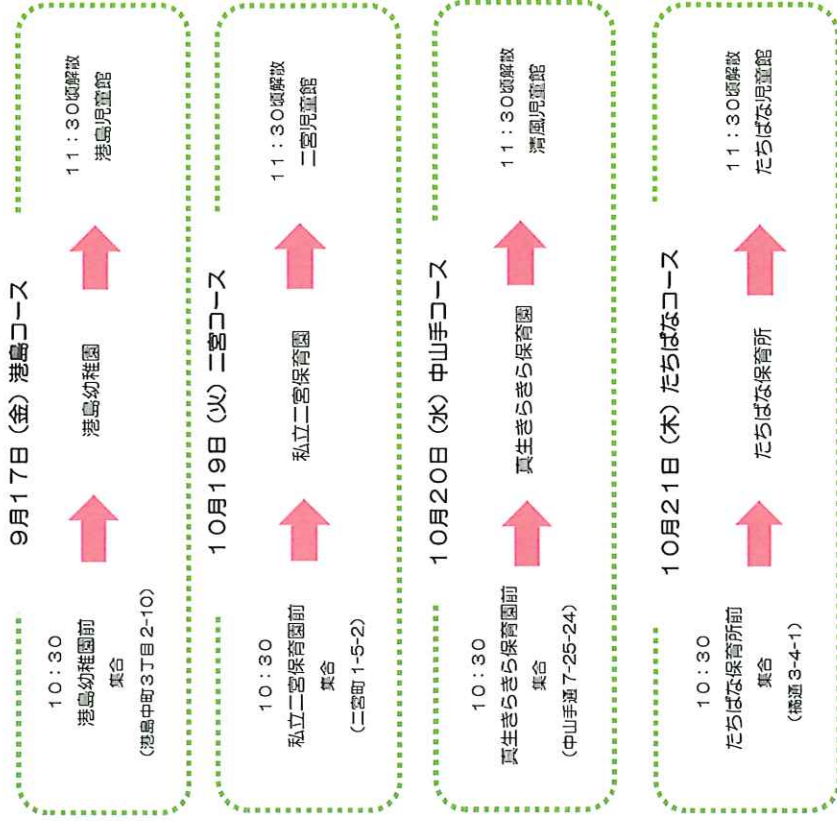 9月17日（金）港島コース
10:30
港島幼稚園前
集合
（港島中町3丁目2-10）
港島幼稚園
11:30頃解散
港島児童館
10月19日（火）二宮コース
10:30
私立二宮保育園前
集合
（二宮町 1-5-2）
私立二宮保育園
11:30頃解散
二宮児童館
10月20日（水）中山手コース
10:30
真生きらきら保育園前
集合
（中山手通 7-25-24）
真生きらきら保育園
11:30頃解散
清風児童館
10月21日（木）たちばなコース
10:30
たちばな保育所前
集合
（橘通 3-4-1）
たちばな保育所
11:30頃解散
たちばな児童館